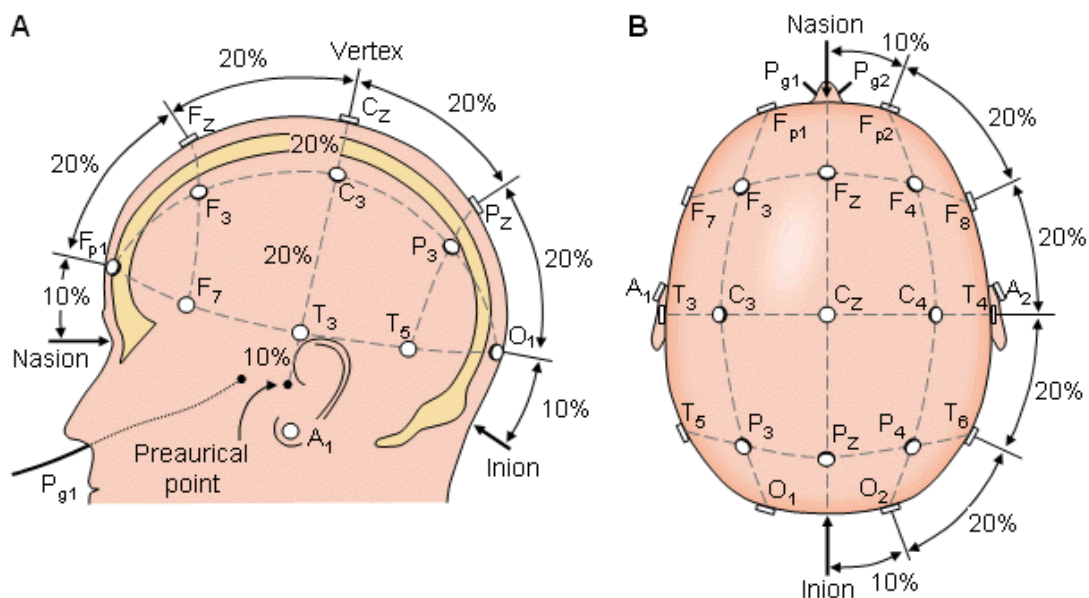 A
20%
Vertex
20%
Fz
Cz
20%
20%
F3
C3
Pz
Fp1
20%
P3
20%
10%
F7
T3
T5
O1
Nasion
10%
10%
A1
Preaurical
point
Inion
Pg1
B
Nasion
10%
Pg1
Pg2
Fp1
Fp2
20%
F7
F3
Fz
F4
F8
20%
A1
T3
C3
Cz
C4
T4
A2
20%
T5
P3
Pz
P4
T6
O1
O2
20%
Inion
10%